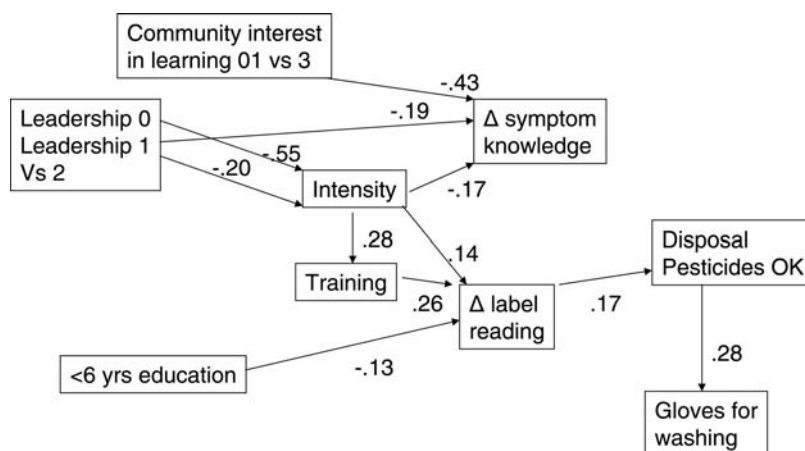 Community interest
in learning 01 vs 3
-.43
Leadership 0
Leadership 1
Vs 2
-.19
-.55
-.20
Δ symptom
knowledge
Intensity
-.17
.28
.14
Training
.26
Δ label
reading
.17
Disposal
Pesticides OK
<6 yrs education
-.13
.28
Gloves for
washing